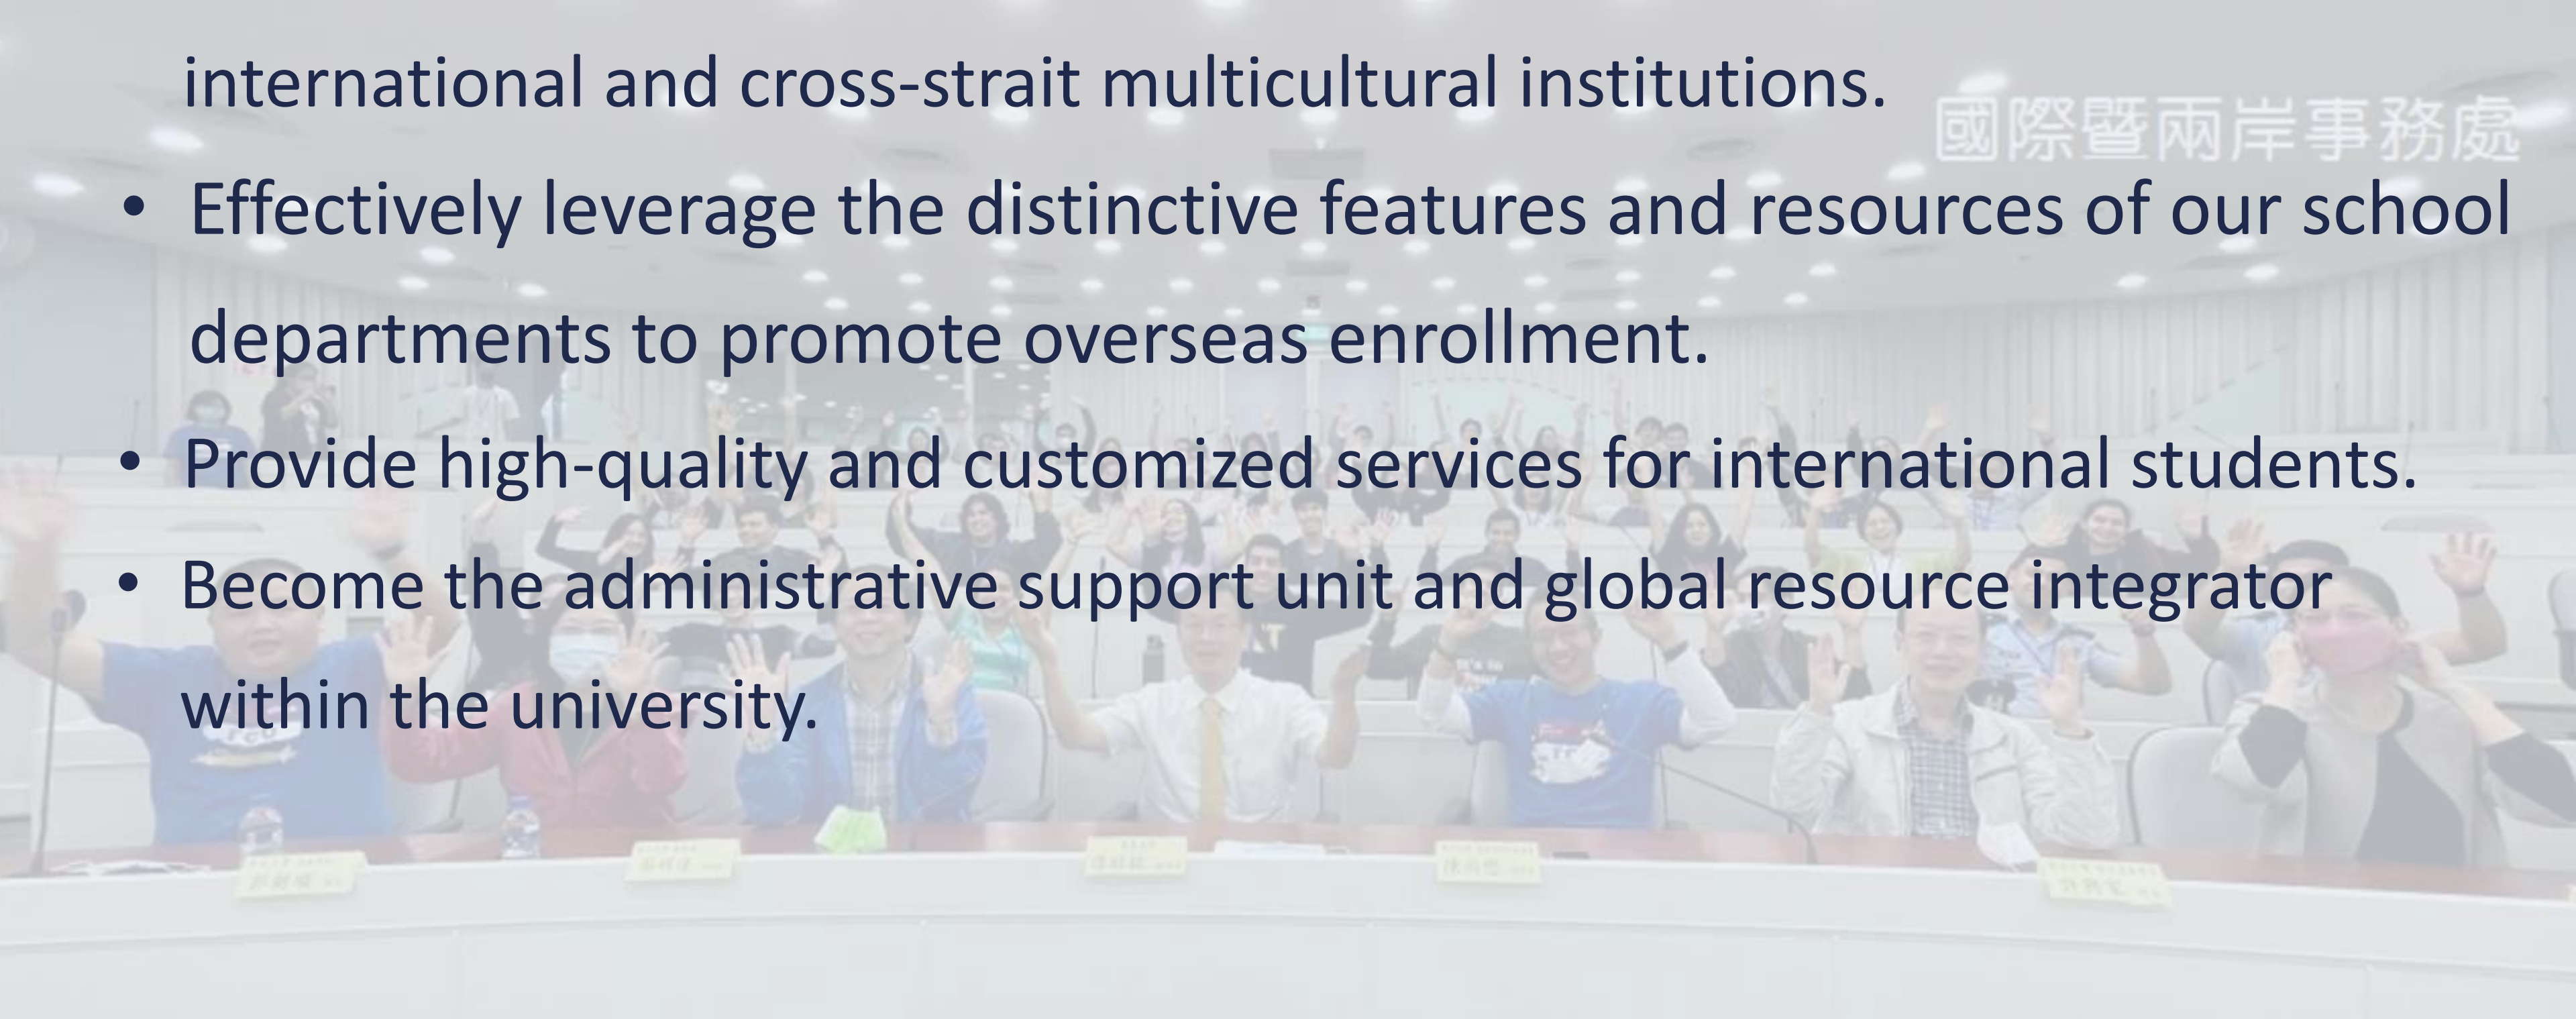 international and cross-strait multicultural institutions.
國際暨兩岸事務處
• Effectively leverage the distinctive features and resources of our school
departments to promote overseas enrollment.
• Provide high-quality and customized services for international students.
• Become the administrative support unit and global resource integrator
within the university.
It's to